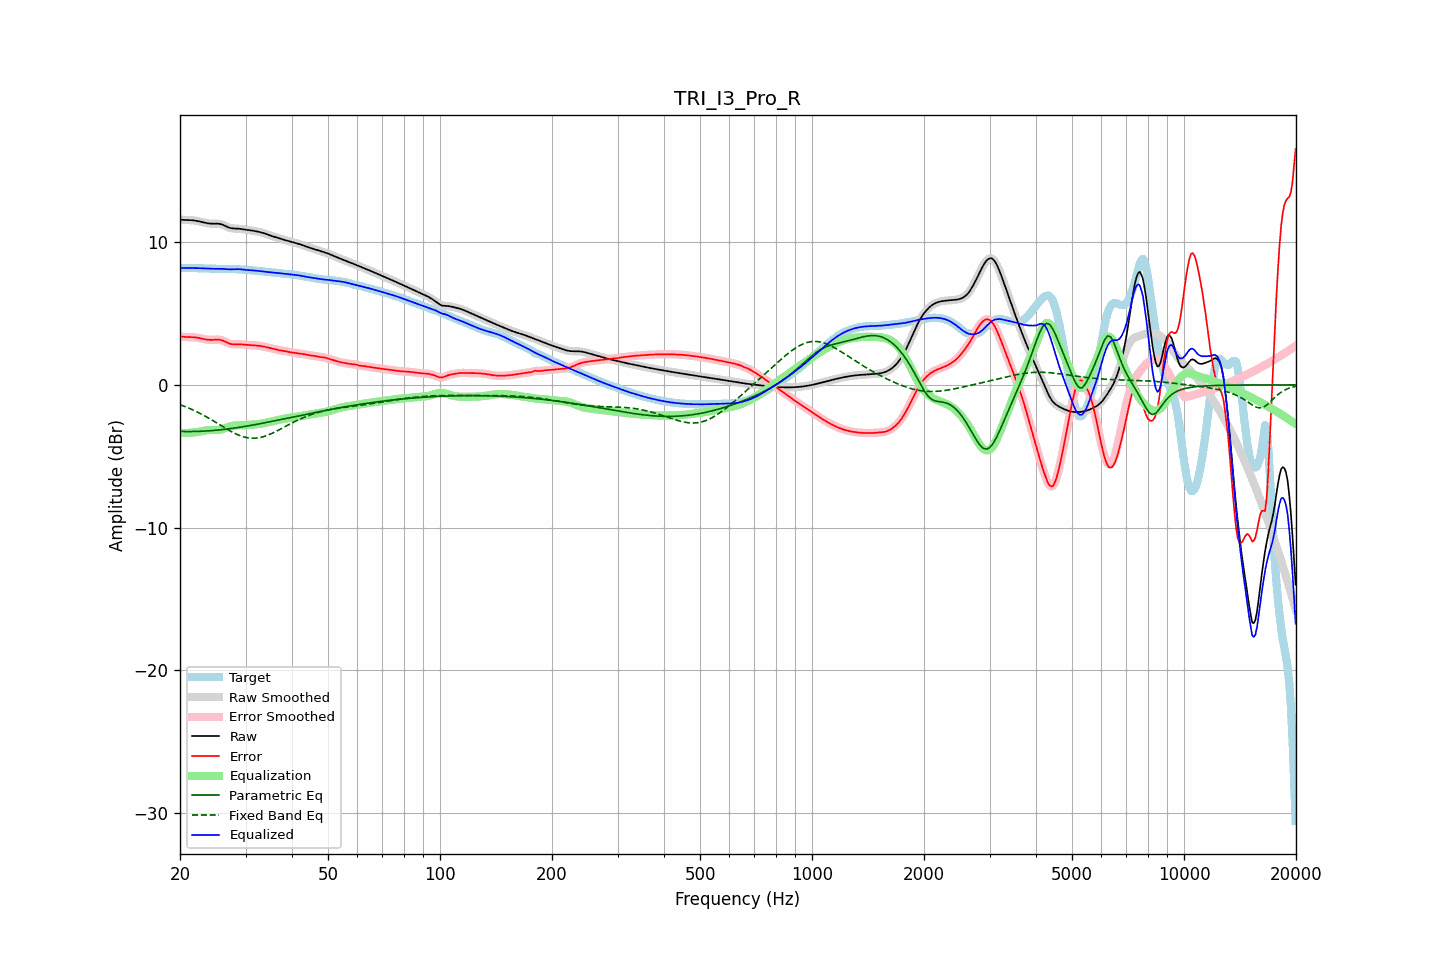 TRI_I3_Pro_R
Amplitude (dBr)
10
0
−10
−20
−30
Target
Raw Smoothed
Error Smoothed
Raw
Error
Equalization
Parametric Eq
Fixed Band Eq
Equalized
20 50 100 200 500 1000 2000 5000 10000 20000
Frequency (Hz)